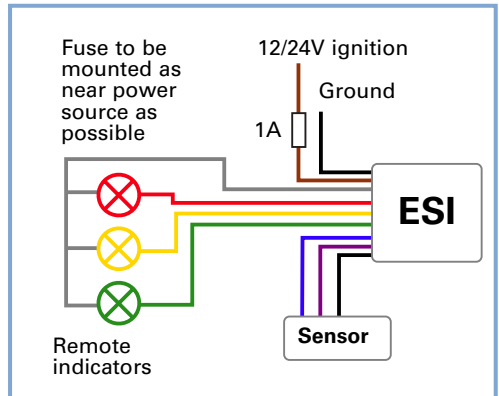 Fuse to be
mounted as
near power
source as
possible
12/24V ignition
Ground
1A
ESI
Sensor
Remote
indicators